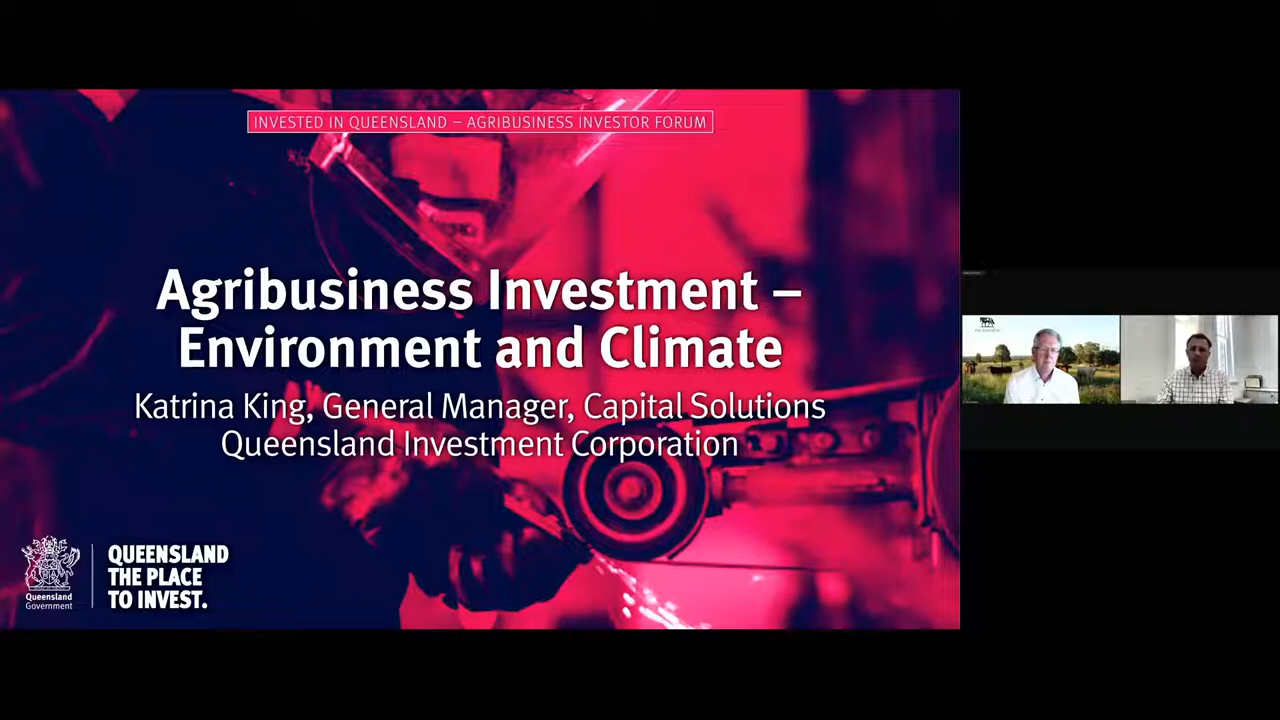 INVESTED IN QUEENSLAND – AGRIBUSINESS INVESTOR FORUM
Agribusiness Investment –
Environment and Climate
Katrina King, General Manager, Capital Solutions
Queensland Investment Corporation
Queensland
Government
QUEENSLAND
THE PLACE
TO INVEST.